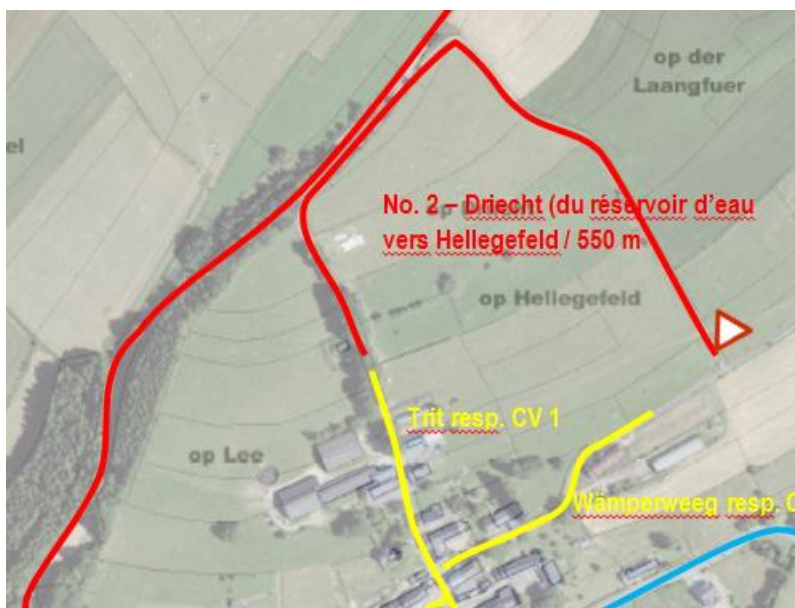 op der
Laangfuer
el
No. 2 – Driecht (du réservoir d'eau
vers Hellegefeld / 550 m
op Hellegefeld
Trit resp. CV 1
op Lee
Wämperweeg resp. C